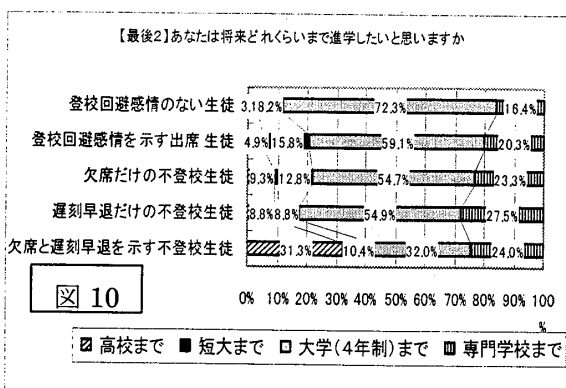 【最後2】あなたは将来どれくらいまで進学したいと思いますか
登校回避感情のない生徒 3.1 8.2% 72.3% 16.4%
登校回避感情を示す出席 生徒 4.9% 15.8% 59.1% 20.3%
欠席だけの不登校生徒 9.3% 12.8% 54.7% 23.3%
遅刻早退だけの不登校生徒 8.8% 8.8% 54.9% 27.5%
欠席と遅刻早退を示す不登校生徒 31.3% 10.4% 32.0% 24.0%
図 10
0% 10% 20% 30% 40% 50% 60% 70% 80% 90% 100
%
高校まで 短大まで 大学(4年制)まで 専門学校まで